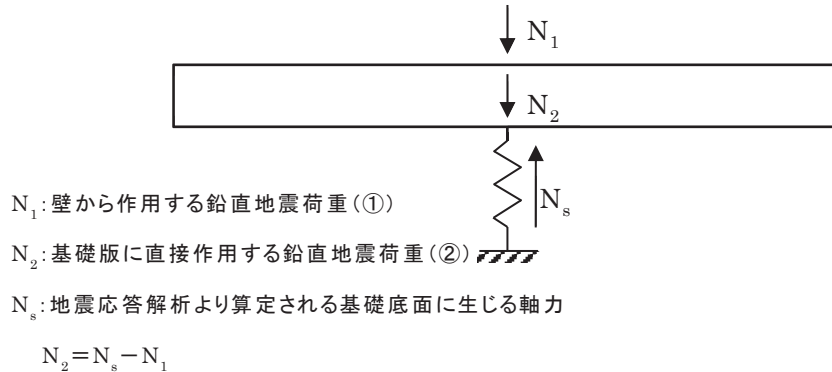 N₁
N₂
Nₛ
N₁:壁から作用する鉛直地震荷重(①)
N₂:基礎版に直接作用する鉛直地震荷重(②)
Nₛ:地震応答解析より算定される基礎底面に生じる軸力
N₂=Nₛ-N₁